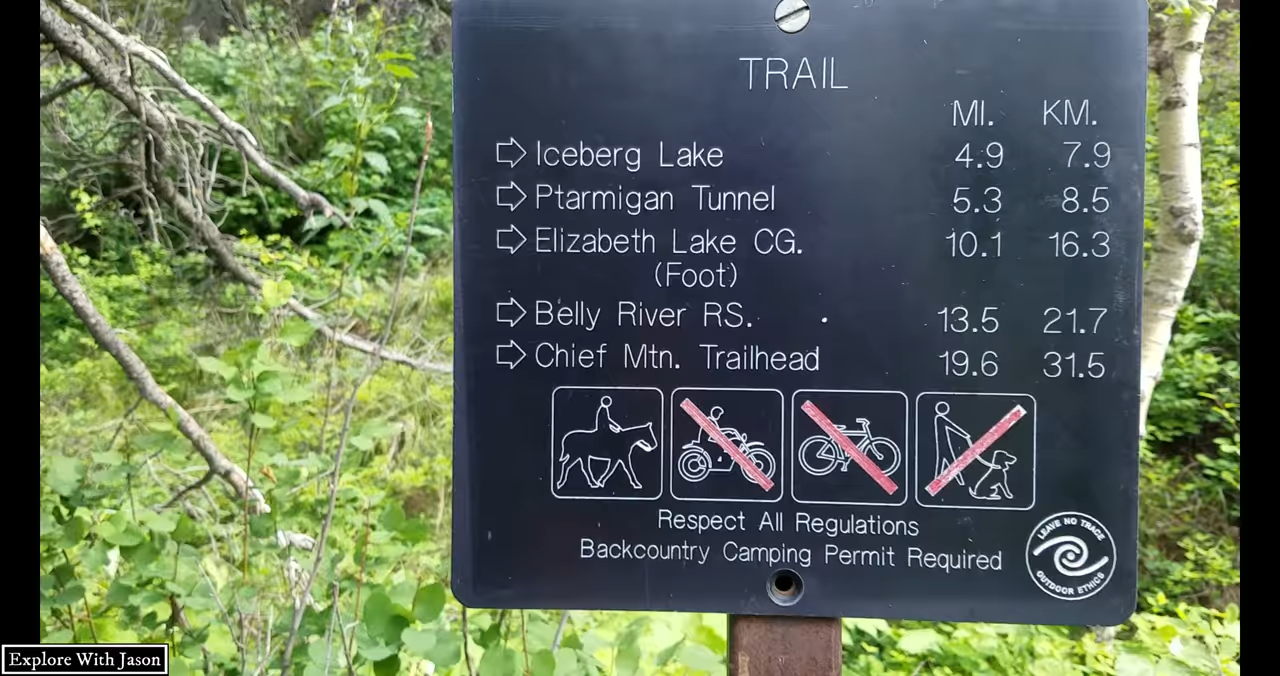 TRAIL
MI. KM.
Iceberg Lake 4.9 7.9
Ptarmigan Tunnel 5.3 8.5
Elizabeth Lake CG. 10.1 16.3
(Foot)
Belly River RS. 13.5 21.7
Chief Mtn. Trailhead 19.6 31.5
Respect All Regulations
Backcountry Camping Permit Required
LEAVE NO TRACE
OUTDOOR ETHICS
Explore With Jason